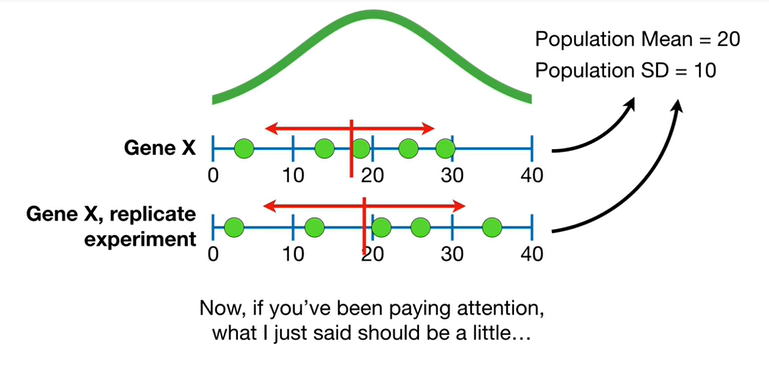 Population Mean = 20
Population SD = 10
Gene X
0 10 20 30 40
Gene X, replicate
experiment
0 10 20 30 40
Now, if you’ve been paying attention,
what I just said should be a little…